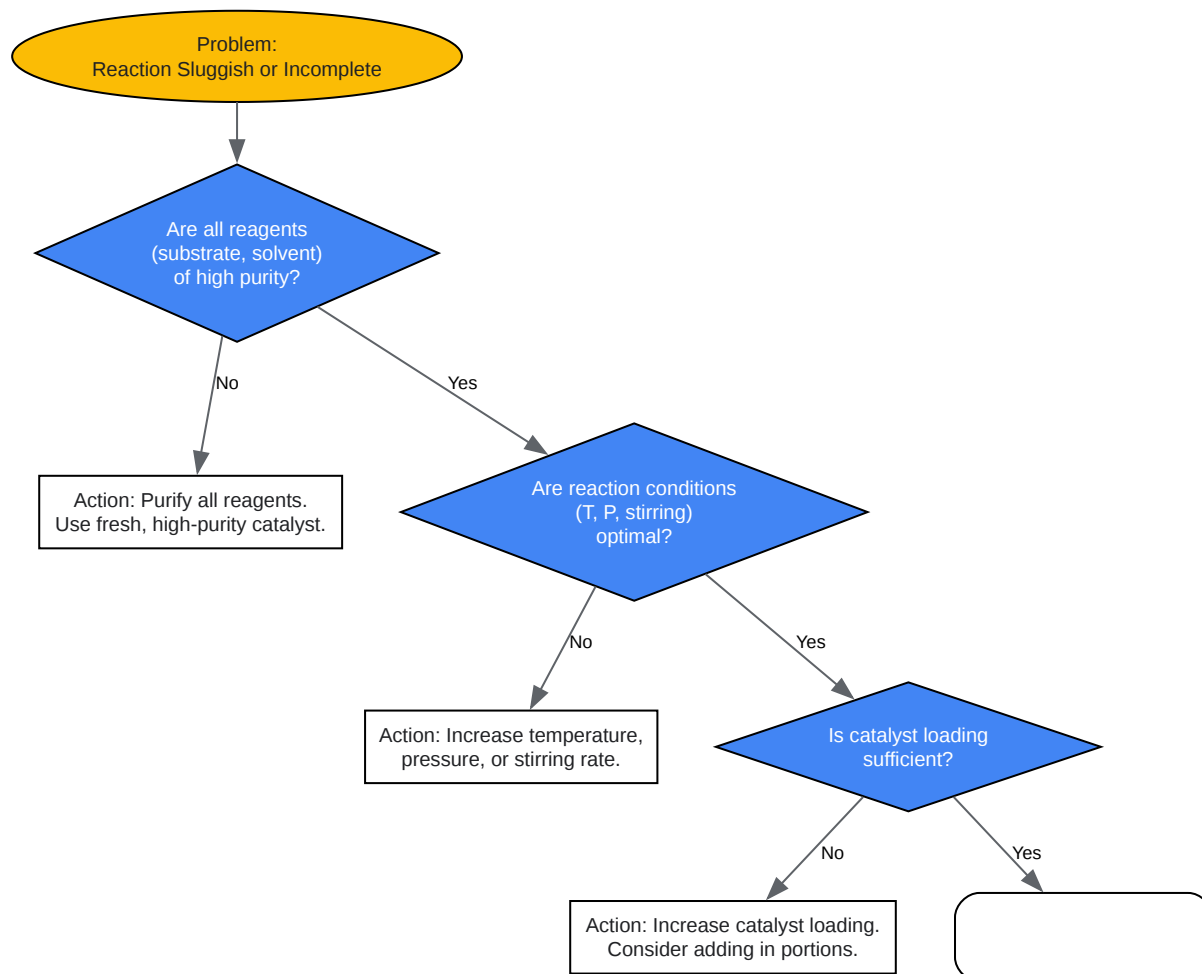 Problem:
Reaction Sluggish or Incomplete
Are all reagents
(substrate, solvent)
of high purity?
No
Yes
Action: Purify all reagents.
Use fresh, high-purity catalyst.
Are reaction conditions
(T, P, stirring)
optimal?
No
Yes
Action: Increase temperature,
pressure, or stirring rate.
Is catalyst loading
sufficient?
No
Yes
Action: Increase catalyst loading.
Consider adding in portions.